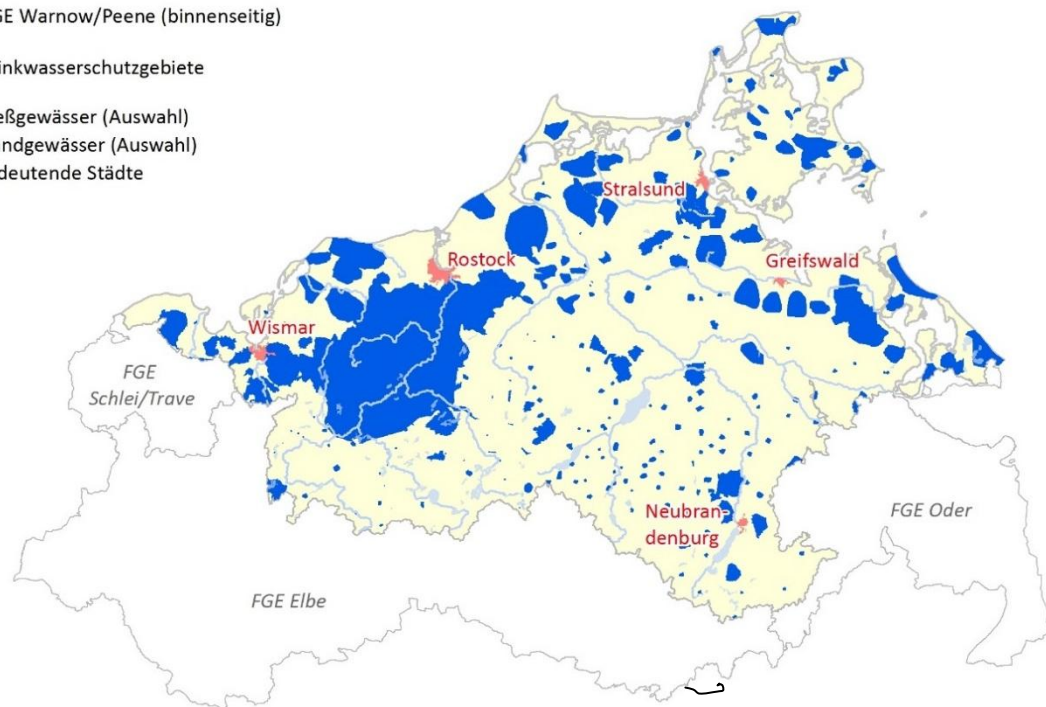 GE Warnow/Peene (binnenseitig)
inkwasserschutzgebiete
eßgewässer (Auswahl)
andgewässer (Auswahl)
deutende Städte
Stralsund
Rostock
Greifswald
Wismar
FGE
Schlei/Trave
Neubran-
denburg
FGE Oder
FGE Elbe